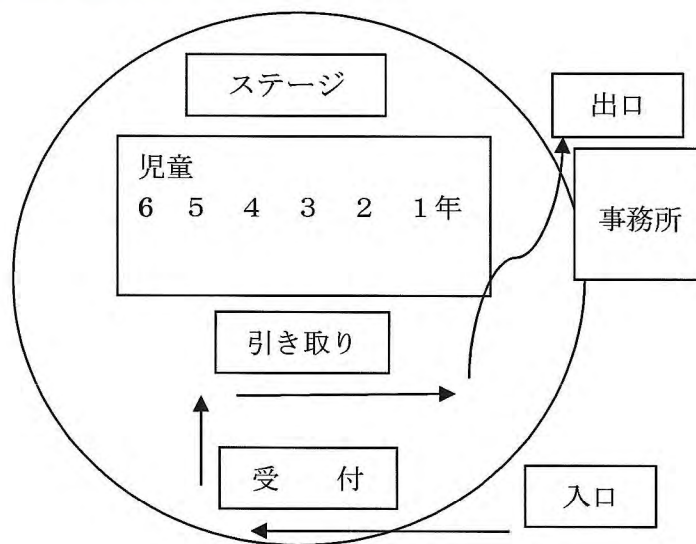 ステージ
出口
児童
6 5 4 3 2 1年
事務所
引き取り
受 付
入口